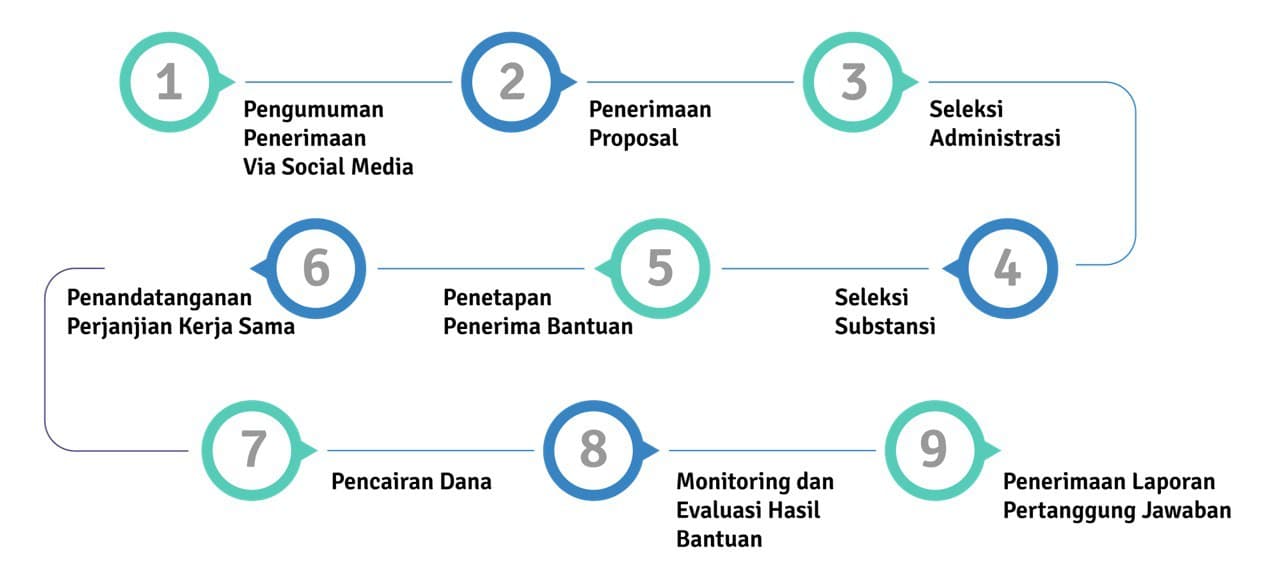 1
Pengumuman
Penerimaan
Via Social Media
2
Penerimaan
Proposal
3
Seleksi
Administrasi
4
Seleksi
Substansi
5
Penetapan
Penerima Bantuan
6
Penandatanganan
Perjanjian Kerja Sama
7
Pencairan Dana
8
Monitoring dan
Evaluasi Hasil
Bantuan
9
Penerimaan Laporan
Pertanggung Jawaban